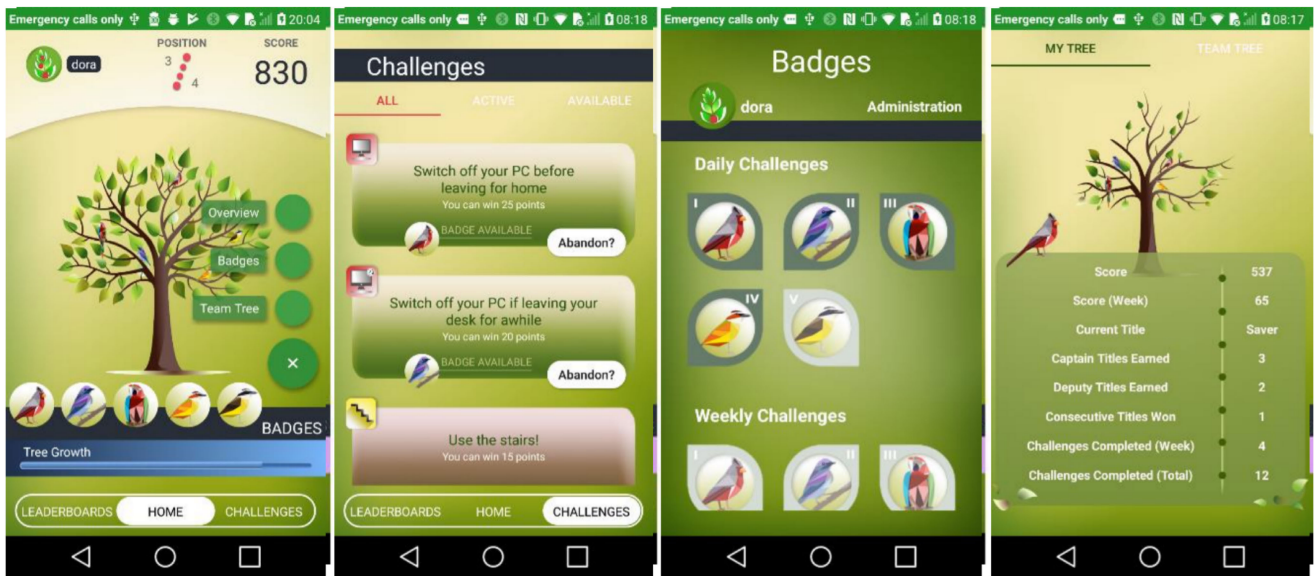 Emergency calls only 20:04
dora
POSITION
3
4
SCORE
830
Overview
Badges
Team Tree
×
BADGES
Tree Growth
LEADERBOARDS HOME CHALLENGES
Emergency calls only 08:18
Challenges
ALL ACTIVE AVAILABLE
Switch off your PC before
leaving for home
You can win 25 points
BADGE AVAILABLE
Abandon?
Switch off your PC if leaving your
desk for awhile
You can win 20 points
BADGE AVAILABLE
Abandon?
Use the stairs!
You can win 15 points
LEADERBOARDS HOME CHALLENGES
Emergency calls only 08:18
Badges
dora Administration
Daily Challenges
I II III
IV V
Weekly Challenges
I II III
Emergency calls only 08:17
MY TREE TEAM TREE
Score 537
Score (Week) 65
Current Title Saver
Captain Titles Earned 3
Deputy Titles Earned 2
Consecutive Titles Won 1
Challenges Completed (Week) 4
Challenges Completed (Total) 12